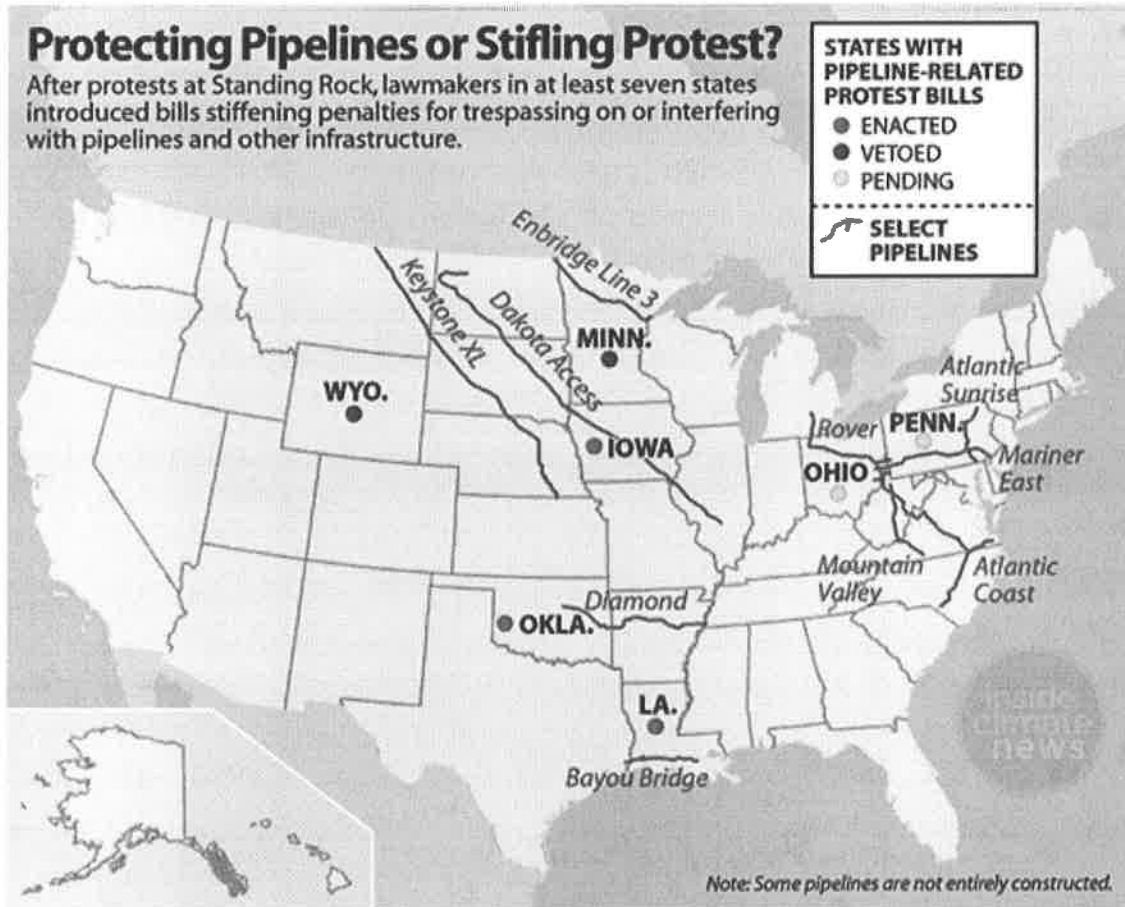 Protecting Pipelines or Stifling Protest?
After protests at Standing Rock, lawmakers in at least seven states
introduced bills stiffening penalties for trespassing on or interfering
with pipelines and other infrastructure.
STATES WITH
PIPELINE-RELATED
PROTEST BILLS
ENACTED
VETOED
PENDING
SELECT
PIPELINES
Enbridge Line 3
Keystone XL
Dakota Access
MINN.
WYO.
IOWA
Atlantic
Sunrise
Rover
PENN.
OHIO
Mariner
East
Mountain
Valley
Atlantic
Coast
Diamond
OKLA.
LA.
Bayou Bridge
inside
climate
news
Note: Some pipelines are not entirely constructed.